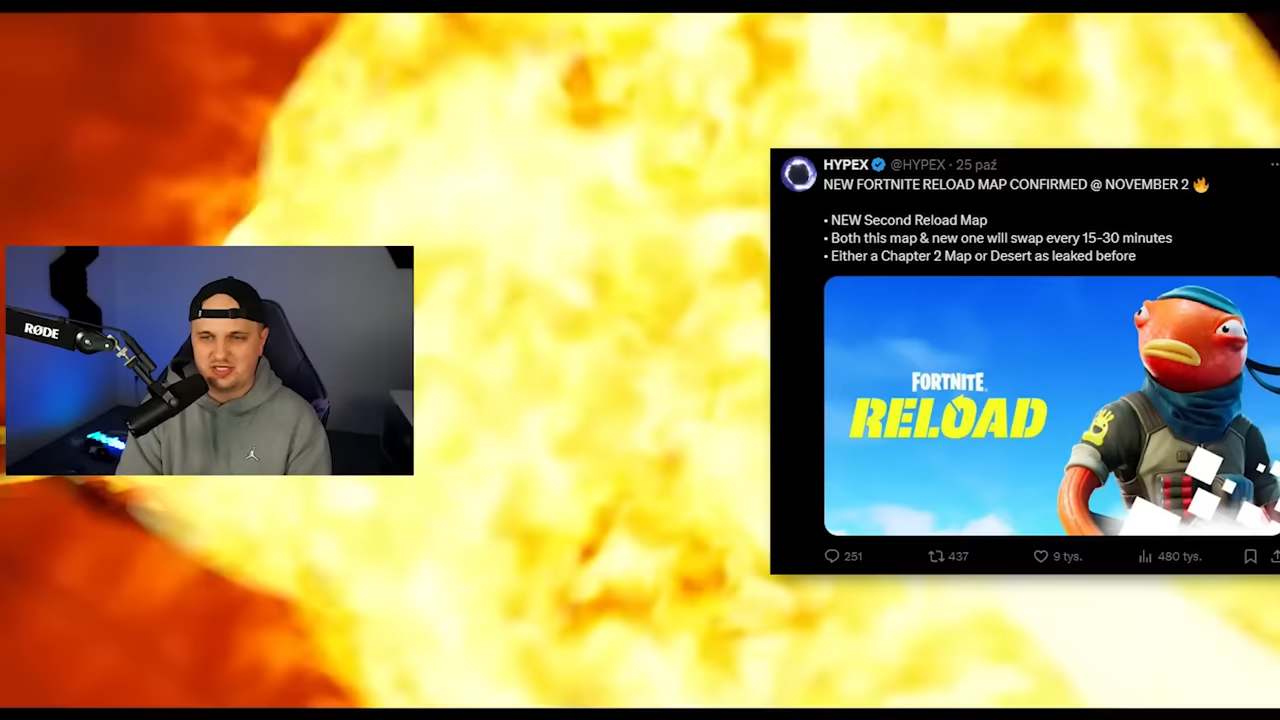 RØDE
HYPEX @HYPEX · 25 paź
NEW FORTNITE RELOAD MAP CONFIRMED @ NOVEMBER 2 🔥
• NEW Second Reload Map
• Both this map & new one will swap every 15-30 minutes
• Either a Chapter 2 Map or Desert as leaked before
FORTNITE
RELOAD
251 437 9 tys. 480 tys.